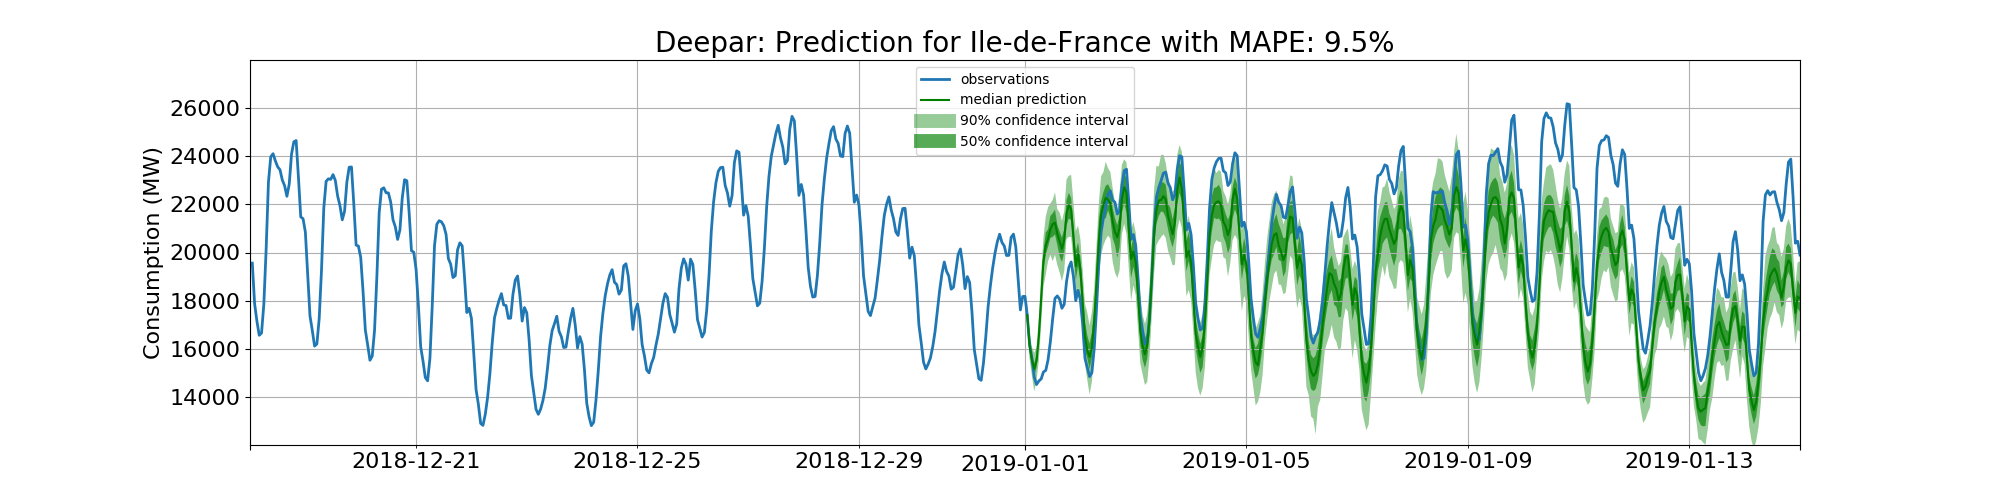 Deepar: Prediction for Ile-de-France with MAPE: 9.5%
observations
median prediction
90% confidence interval
50% confidence interval
Consumption (MW)
26000
24000
22000
20000
18000
16000
14000
2018-12-21
2018-12-25
2018-12-29
2019-01-01
2019-01-05
2019-01-09
2019-01-13